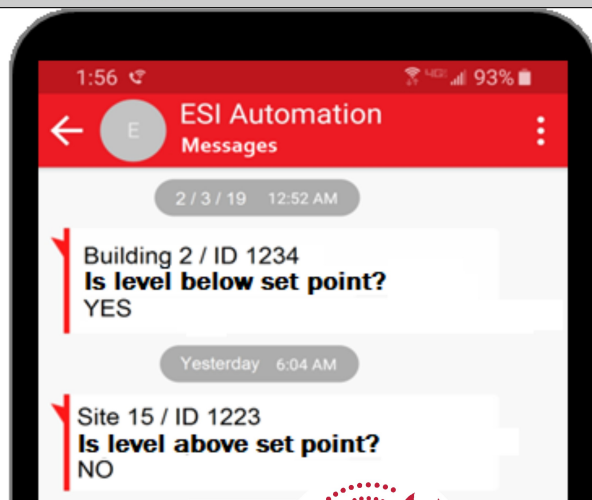 1:56 93%
E
ESI Automation
Messages
2 / 3 / 19 12:52 AM
Building 2 / ID 1234
Is level below set point?
YES
Yesterday 6:04 AM
Site 15 / ID 1223
Is level above set point?
NO